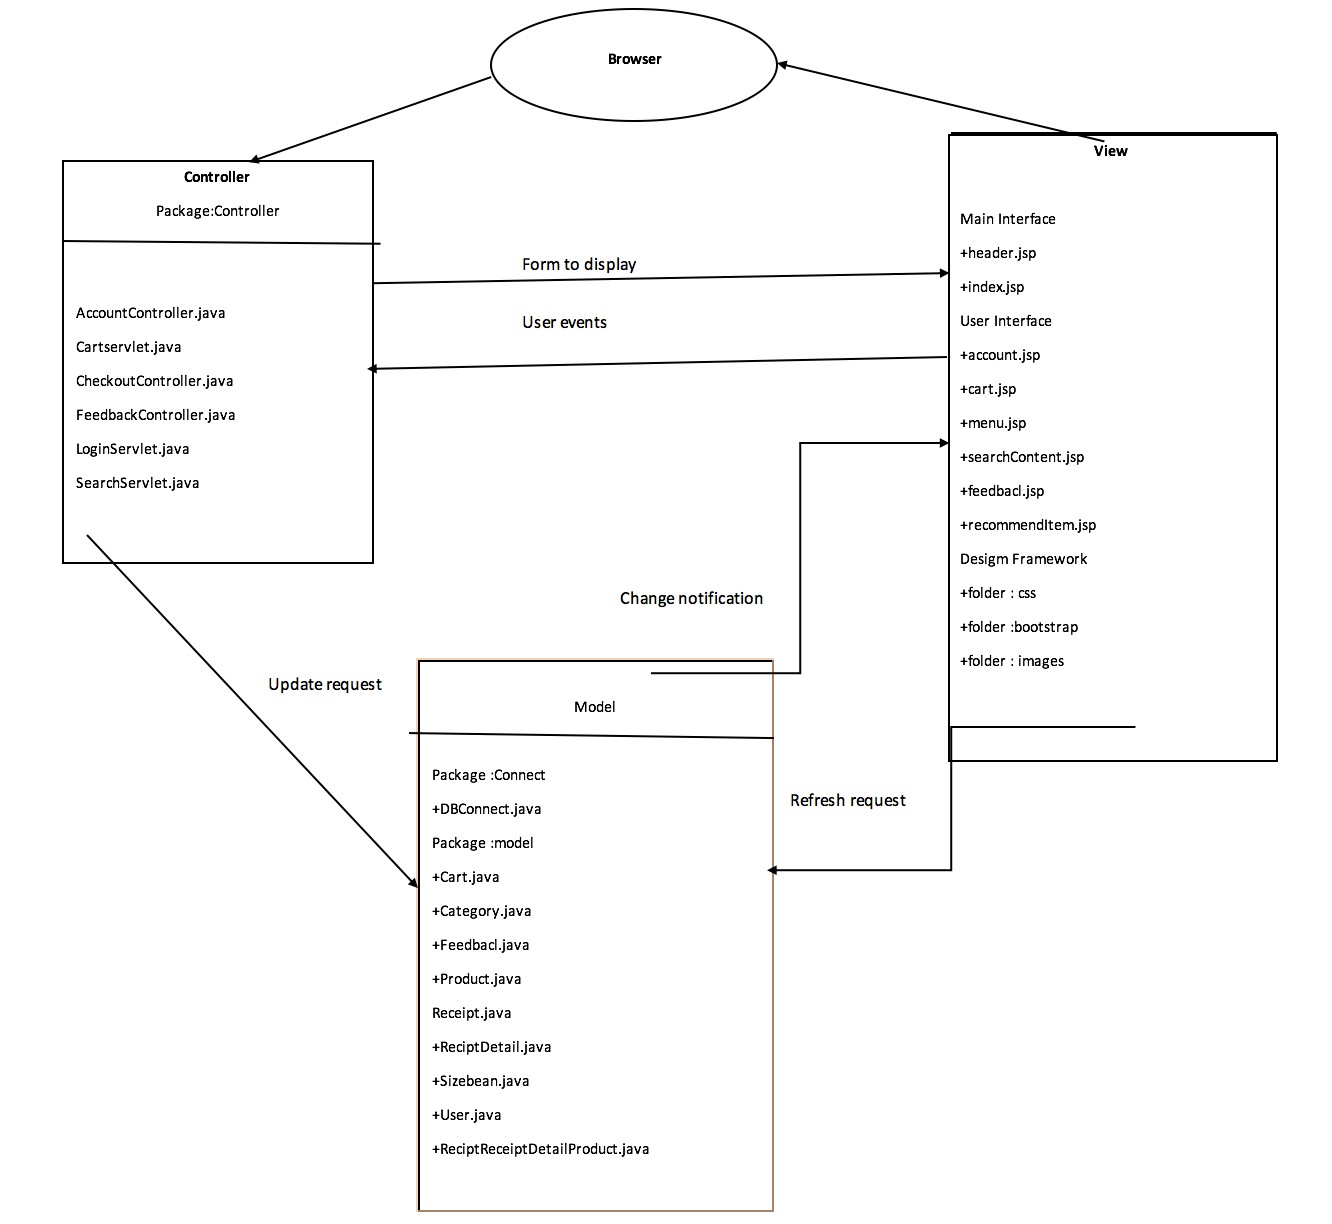 Browser
Controller
Package:Controller
AccountController.java
Cartservlet.java
CheckoutController.java
FeedbackController.java
LoginServlet.java
SearchServlet.java
Form to display
User events
View
Main Interface
+header.jsp
+index.jsp
User Interface
+account.jsp
+cart.jsp
+menu.jsp
+searchContent.jsp
+feedbacl.jsp
+recommendItem.jsp
Desigm Framework
+folder : css
+folder :bootstrap
+folder : images
Change notification
Update request
Refresh request
Model
Package :Connect
+DBConnect.java
Package :model
+Cart.java
+Category.java
+Feedbacl.java
+Product.java
Receipt.java
+ReciptDetail.java
+Sizebean.java
+User.java
+ReciptReceiptDetailProduct.java